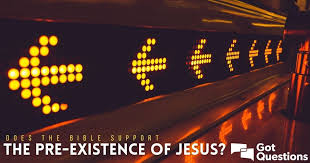 DOES THE BIBLE SUPPORT
THE PRE-EXISTENCE OF JESUS?
Got
Questions